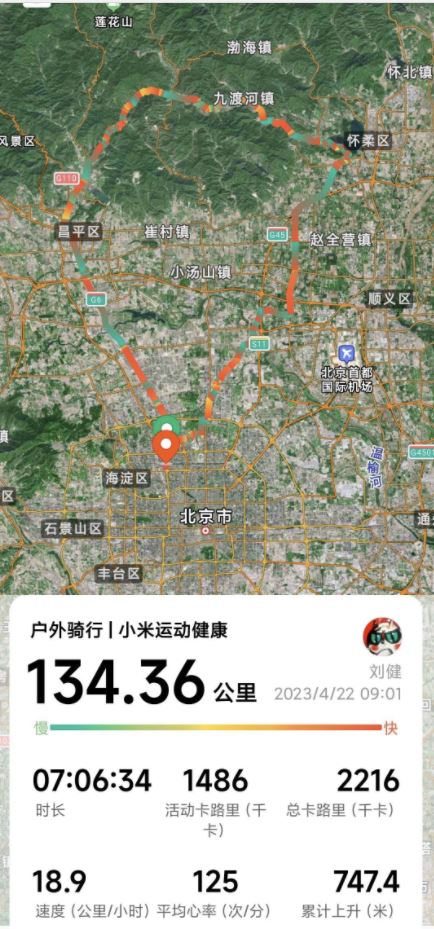 莲花山
渤海镇
怀北镇
九渡河镇
风景区
怀柔区
G110
昌平区
崔村镇
G45
赵全营镇
小汤山镇
G6
顺义区
S11
北京首都
国际机场
镇
温榆河
G4501
海淀区
区
北京市
石景山区
通
丰台区
户外骑行 | 小米运动健康
134.36 公里
刘健
2023/4/22 09:01
慢
快
07:06:34
1486
2216
时长
活动卡路里（千
卡）
总卡路里（千卡）
18.9
125
747.4
速度（公里/小时）
平均心率（次/分）
累计上升（米）